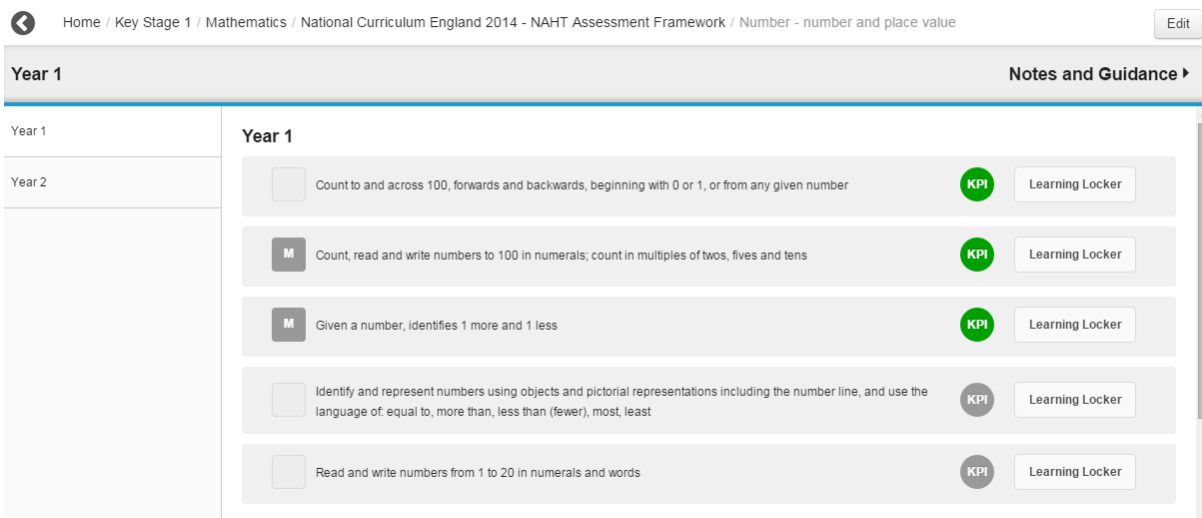 Home / Key Stage 1 / Mathematics / National Curriculum England 2014 - NAHT Assessment Framework / Number - number and place value
Edit
Year 1
Notes and Guidance
Year 1
Year 2
Year 1
Count to and across 100, forwards and backwards, beginning with 0 or 1, or from any given number
KPI
Learning Locker
M
Count, read and write numbers to 100 in numerals; count in multiples of twos, fives and tens
KPI
Learning Locker
M
Given a number, identifies 1 more and 1 less
KPI
Learning Locker
Identify and represent numbers using objects and pictorial representations including the number line, and use the
language of: equal to, more than, less than (fewer), most, least
KPI
Learning Locker
Read and write numbers from 1 to 20 in numerals and words
KPI
Learning Locker